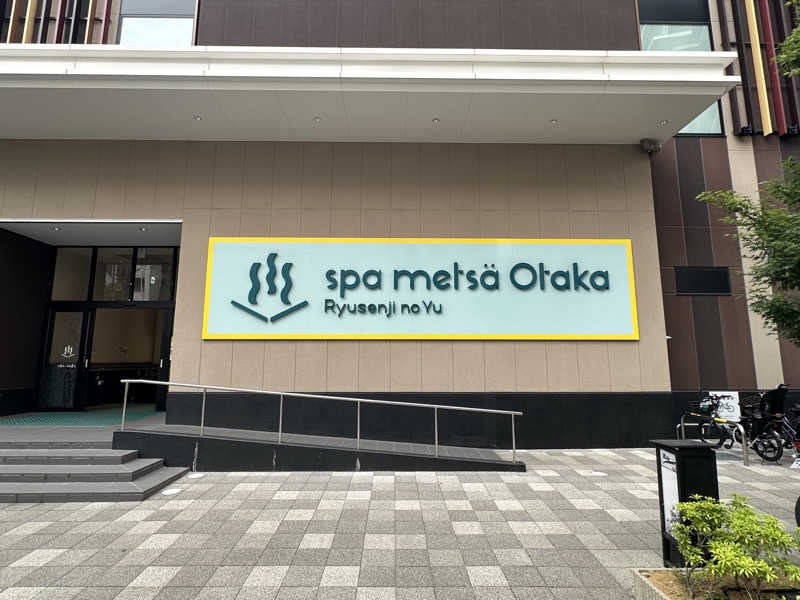 spa metsä Otaka
Ryusenji no Yu